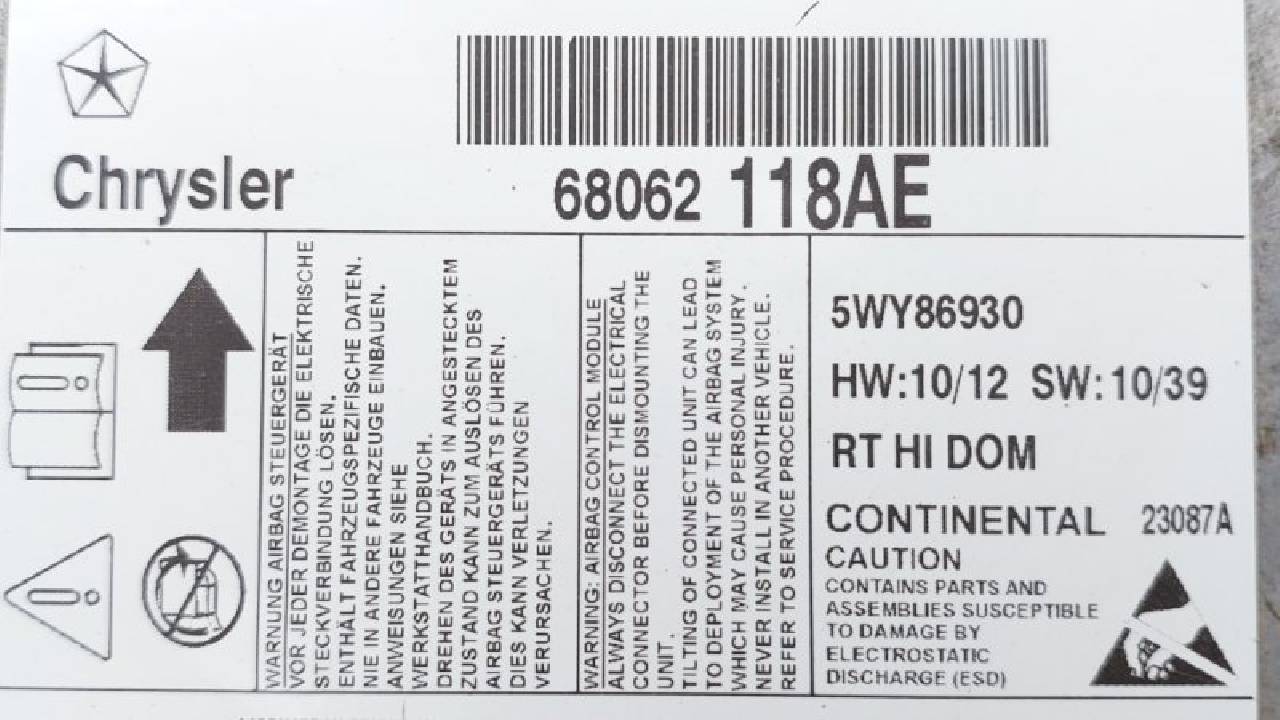 Chrysler
68062 118AE
WARNUNG AIRBAG STEUERGERÄT
VOR JEDER DEMONTAGE DIE ELEKTRISCHE
STECKVERBINDUNG LÖSEN.
ENTHÄLT FAHRZEUGSPEZIFISCHE DATEN.
NIE IN ANDERE FAHRZEUGE EINBAUEN.
ANWEISUNGEN SIEHE
WERKSTATTHANDBUCH.
DREHEN DES GERÄTS IN ANGESTECKTEM
ZUSTAND KANN ZUM AUSLÖSEN DES
AIRBAG STEUERGERÄTS FÜHREN.
DIES KANN VERLETZUNGEN
VERURSACHEN.
WARNING: AIRBAG CONTROL MODULE
ALWAYS DISCONNECT THE ELECTRICAL
CONNECTOR BEFORE DISMOUNTING THE
UNIT.
TILTING OF CONNECTED UNIT CAN LEAD
TO DEPLOYMENT OF THE AIRBAG SYSTEM
WHICH MAY CAUSE PERSONAL INJURY.
NEVER INSTALL IN ANOTHER VEHICLE.
REFER TO SERVICE PROCEDURE.
5WY86930
HW:10/12 SW:10/39
RT HI DOM
CONTINENTAL 23087A
CAUTION
CONTAINS PARTS AND
ASSEMBLIES SUSCEPTIBLE
TO DAMAGE BY
ELECTROSTATIC
DISCHARGE (ESD)